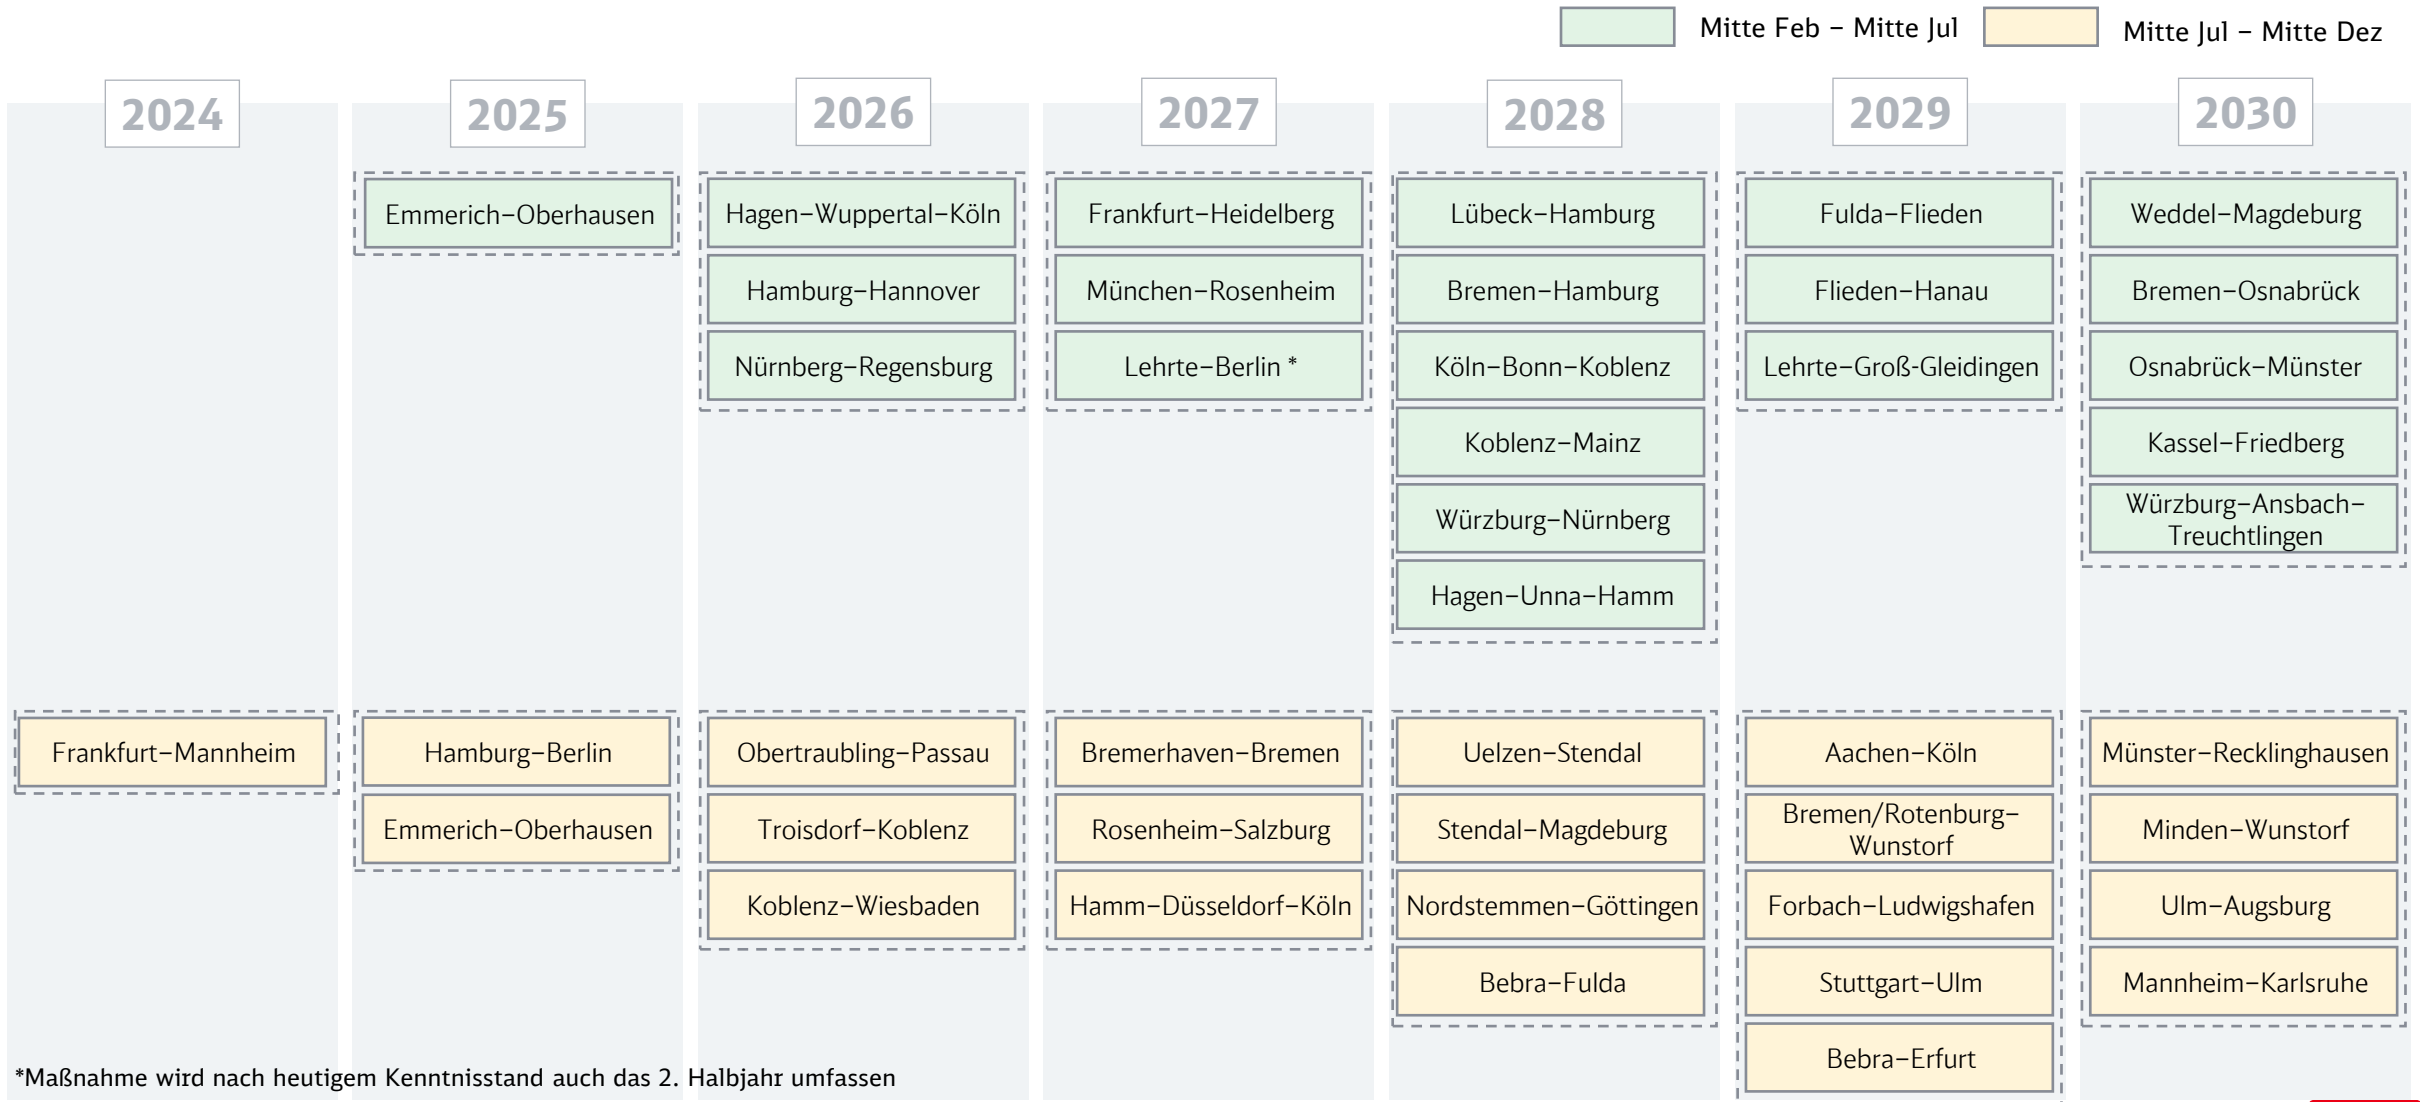 Mitte Feb – Mitte Jul
Mitte Jul – Mitte Dez
2024
2025
2026
2027
2028
2029
2030
Emmerich–Oberhausen
Hagen–Wuppertal–Köln
Frankfurt–Heidelberg
Lübeck–Hamburg
Fulda–Flieden
Weddel–Magdeburg
Hamburg–Hannover
München–Rosenheim
Bremen–Hamburg
Flieden–Hanau
Bremen–Osnabrück
Nürnberg–Regensburg
Lehrte–Berlin *
Köln–Bonn–Koblenz
Lehrte–Groß-Gleidingen
Osnabrück–Münster
Koblenz–Mainz
Kassel–Friedberg
Würzburg–Nürnberg
Würzburg–Ansbach–
Treuchtlingen
Hagen–Unna–Hamm
Frankfurt–Mannheim
Hamburg–Berlin
Obertraubling–Passau
Bremerhaven–Bremen
Uelzen–Stendal
Aachen–Köln
Münster–Recklinghausen
Emmerich–Oberhausen
Troisdorf–Koblenz
Rosenheim–Salzburg
Stendal–Magdeburg
Bremen/Rotenburg–
Wunstorf
Minden–Wunstorf
Koblenz–Wiesbaden
Hamm–Düsseldorf–Köln
Nordstemmen–Göttingen
Forbach–Ludwigshafen
Ulm–Augsburg
Bebra–Fulda
Stuttgart–Ulm
Mannheim–Karlsruhe
Bebra–Erfurt
*Maßnahme wird nach heutigem Kenntnisstand auch das 2. Halbjahr umfassen